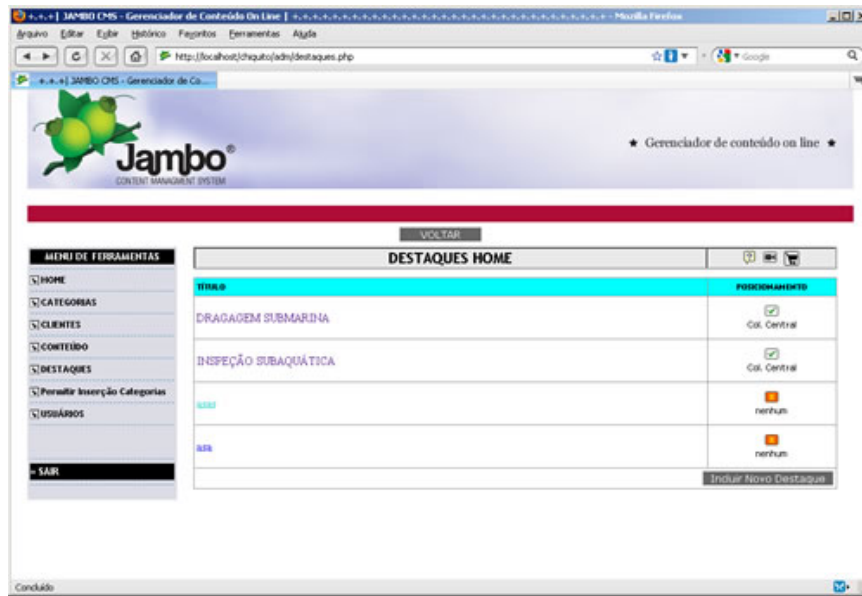 +.+.+| JAMBO CMS - Gerenciador de Conteúdo On Line | +.+.+.+.+.+.+.+.+.+.+.+.+.+.+.+.+.+.+.+.+.+.+.+.+.+.+.+.+.+.+ - Mozilla Firefox
Arquivo Editar Exibir Histórico Favoritos Ferramentas Ajuda
http://localhost/chiquito/adm/destaques.php
Google
+.+.+| JAMBO CMS - Gerenciador de Co...
Jambo®
CONTENT MANAGMENT SYSTEM
★ Gerenciador de conteúdo on line ★
VOLTAR
MENU DE FERRAMENTAS
HOME
CATEGORIAS
CLIENTES
CONTEÚDO
DESTAQUES
Permitir Inserção Categorias
USUÁRIOS
» SAIR
DESTAQUES HOME
TÍTULO
POSICIONAMENTO
DRAGAGEM SUBMARINA
Col. Central
INSPEÇÃO SUBAQUÁTICA
Col. Central
nenhum
nenhum
Incluir Novo Destaque
Concluído